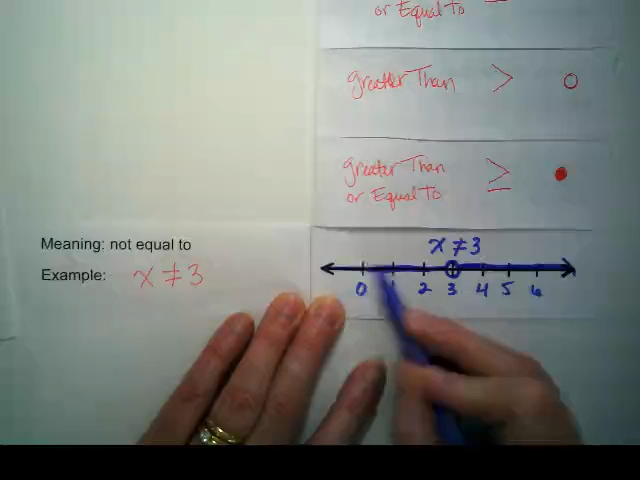 or Equal to
greater Than >
greater Than
or Equal to ≥
Meaning: not equal to
Example: x ≠ 3
x ≠ 3
0 1 2 3 4 5 6